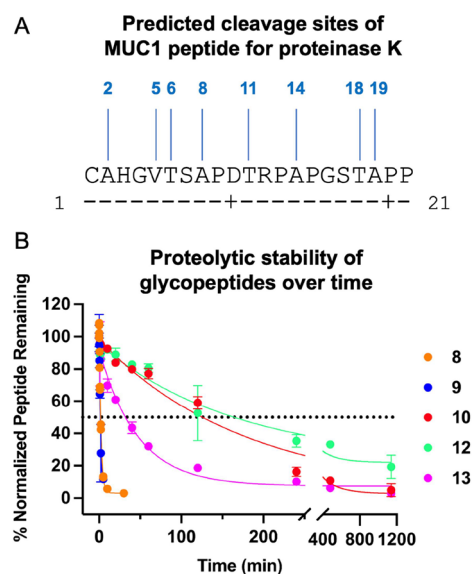 A
Predicted cleavage sites of
MUC1 peptide for proteinase K
2 5 6 8 11 14 18 19
CAHGVTSAPDTRPAPGSTAPP
1 ---------+---------+- 21
B
Proteolytic stability of
glycopeptides over time
% Normalized Peptide Remaining
120
100
80
60
40
20
0
0 100 200 400 800 1200
Time (min)
8
9
10
12
13